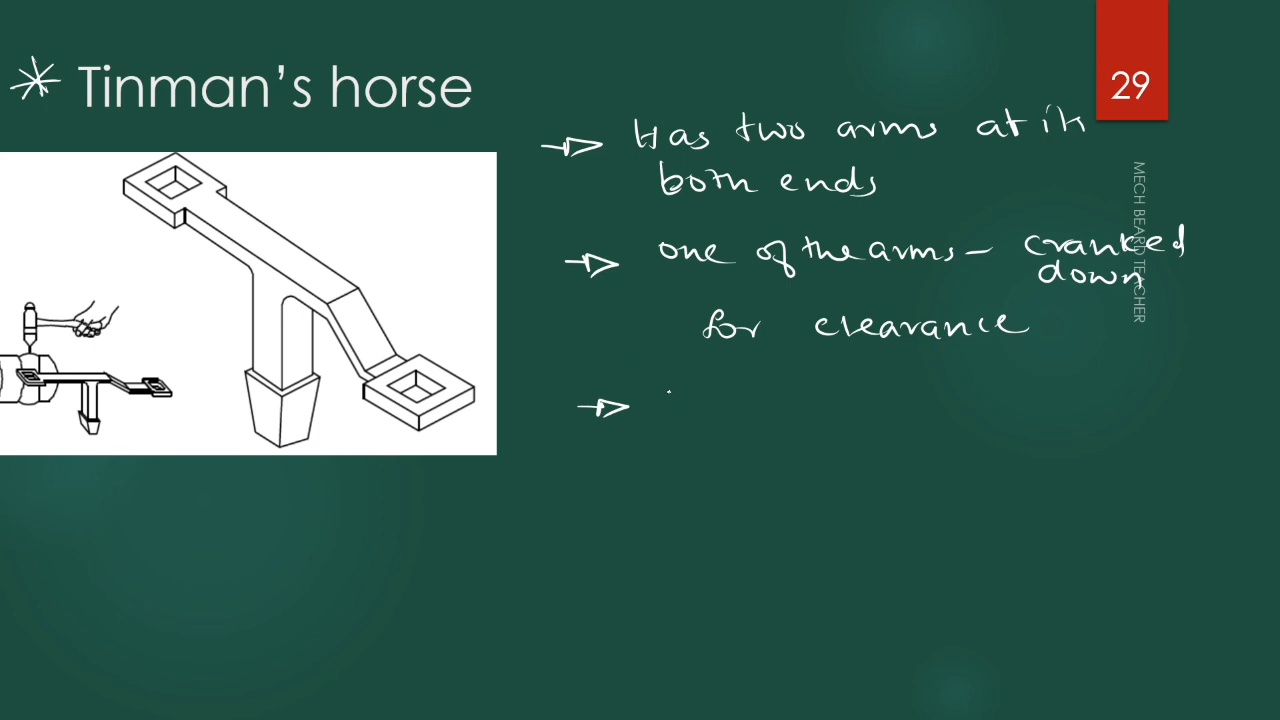 * Tinman's horse
29
→ Has two arms at its
both ends
→ one of the arms – cranked
down
for clearance
→
MECH BEARD TEACHER